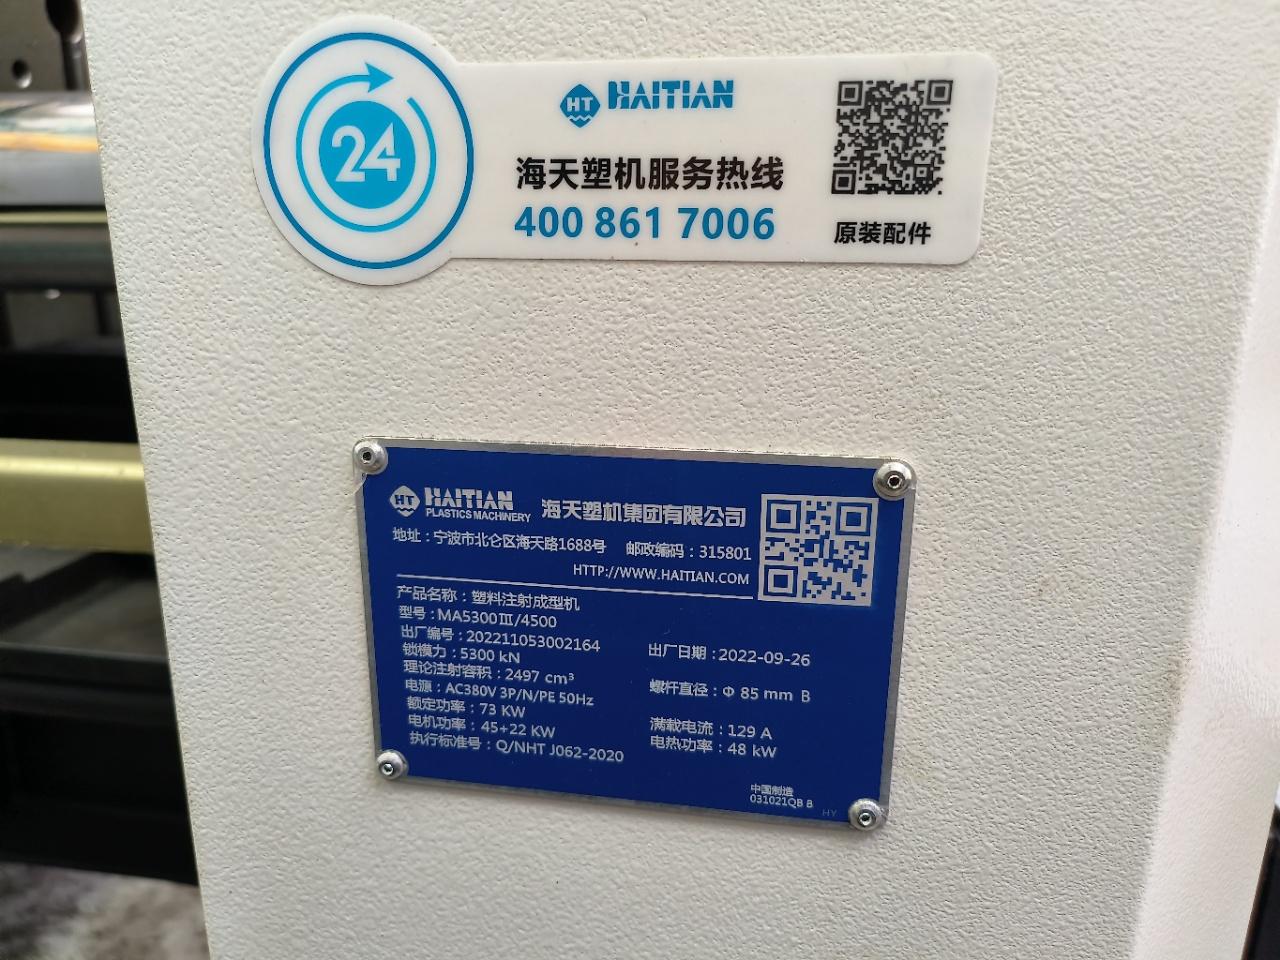 24
HT HAITIAN
海天塑机服务热线
400 861 7006
原装配件
HT HAITIAN
PLASTICS MACHINERY
海天塑机集团有限公司
地址：宁波市北仑区海天路1688号 邮政编码：315801
HTTP://WWW.HAITIAN.COM
产品名称：塑料注射成型机
型号：MA5300Ⅲ/4500
出厂编号：202211053002164 出厂日期：2022-09-26
锁模力：5300 kN
理论注射容积：2497 cm³ 螺杆直径：Φ 85 mm B
电源：AC380V 3P/N/PE 50Hz
额定功率：73 KW 满载电流：129 A
电机功率：45+22 KW 电热功率：48 kW
执行标准号：Q/NHT J062-2020
中国制造
031021QB B
HY